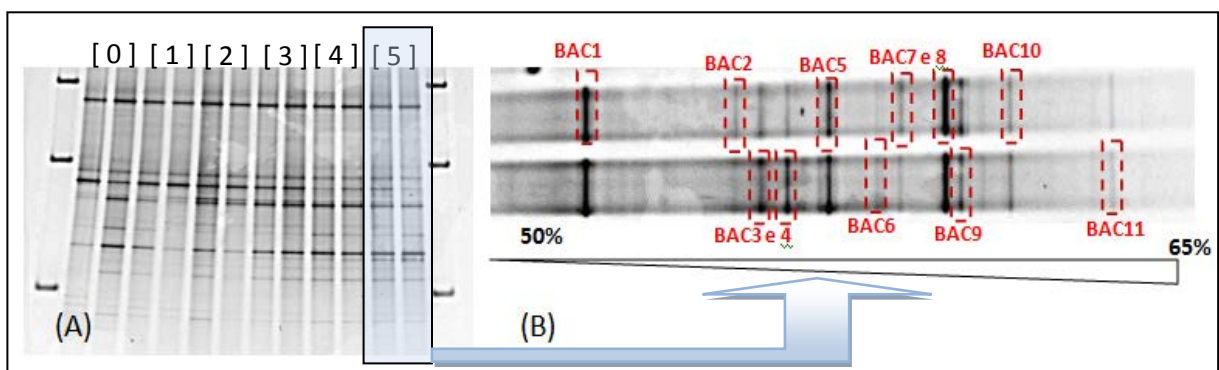 [ 0 ] [ 1 ] [ 2 ] [ 3 ] [ 4 ] [ 5 ]
(A)
BAC1 BAC2 BAC5 BAC7 e 8 BAC10
BAC3 e 4 BAC6 BAC9 BAC11
50% 65%
(B)